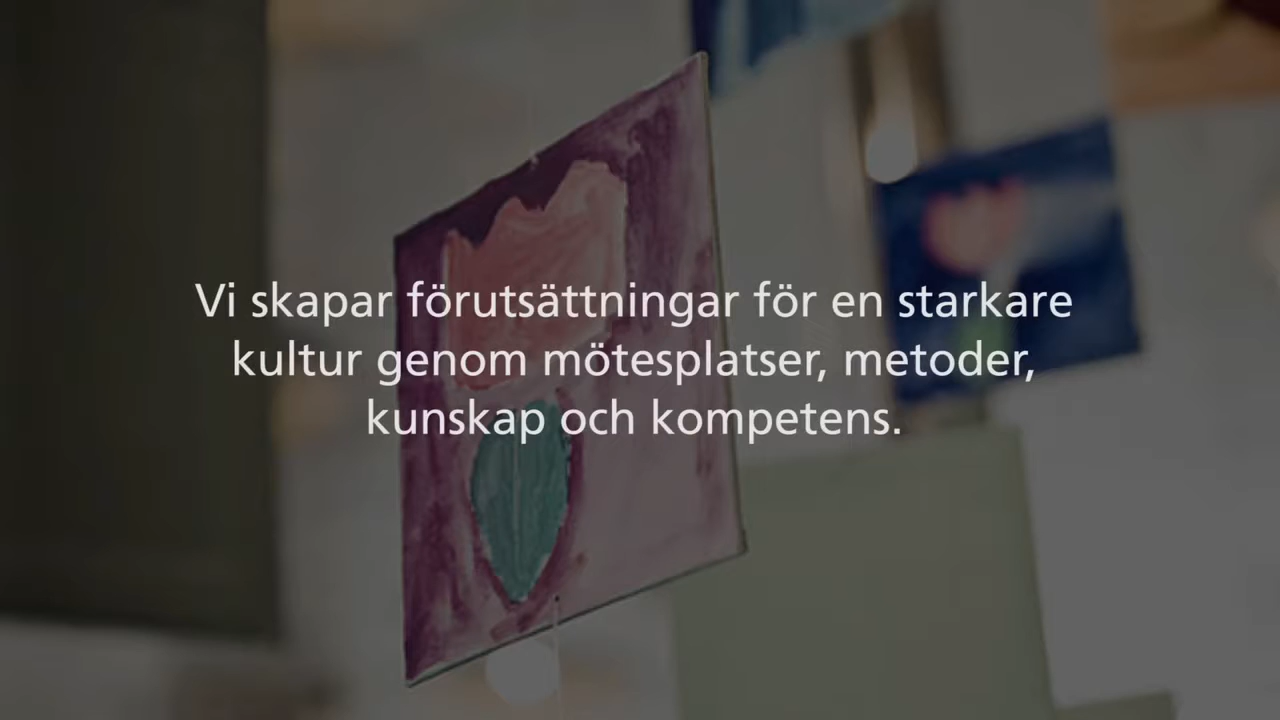 Vi skapar förutsättningar för en starkare
kultur genom mötesplatser, metoder,
kunskap och kompetens.